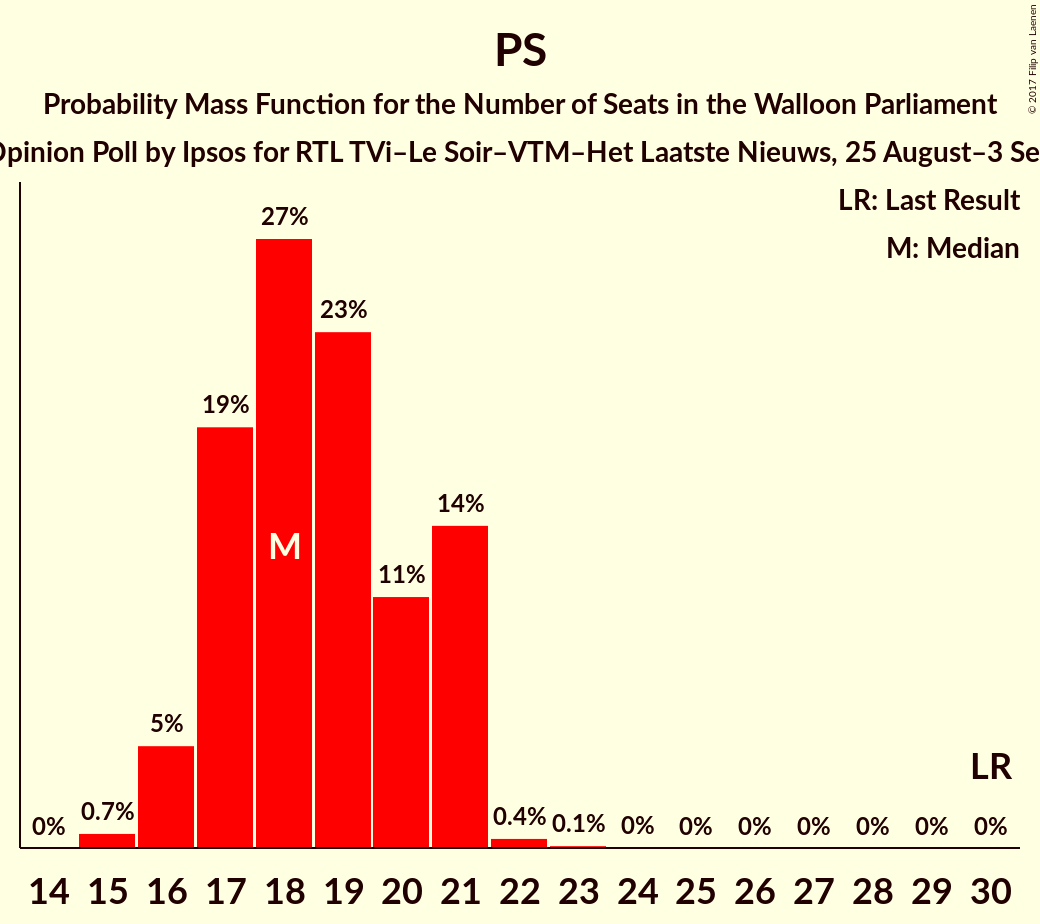 PS
Probability Mass Function for the Number of Seats in the Walloon Parliament
Opinion Poll by Ipsos for RTL TVi–Le Soir–VTM–Het Laatste Nieuws, 25 August–3 Se
© 2017 Filip van Laenen
LR: Last Result
M: Median
27%
23%
19%
14%
11%
M
5%
LR
0% 0.7% 0.4% 0.1% 0% 0% 0% 0% 0% 0% 0%
14 15 16 17 18 19 20 21 22 23 24 25 26 27 28 29 30